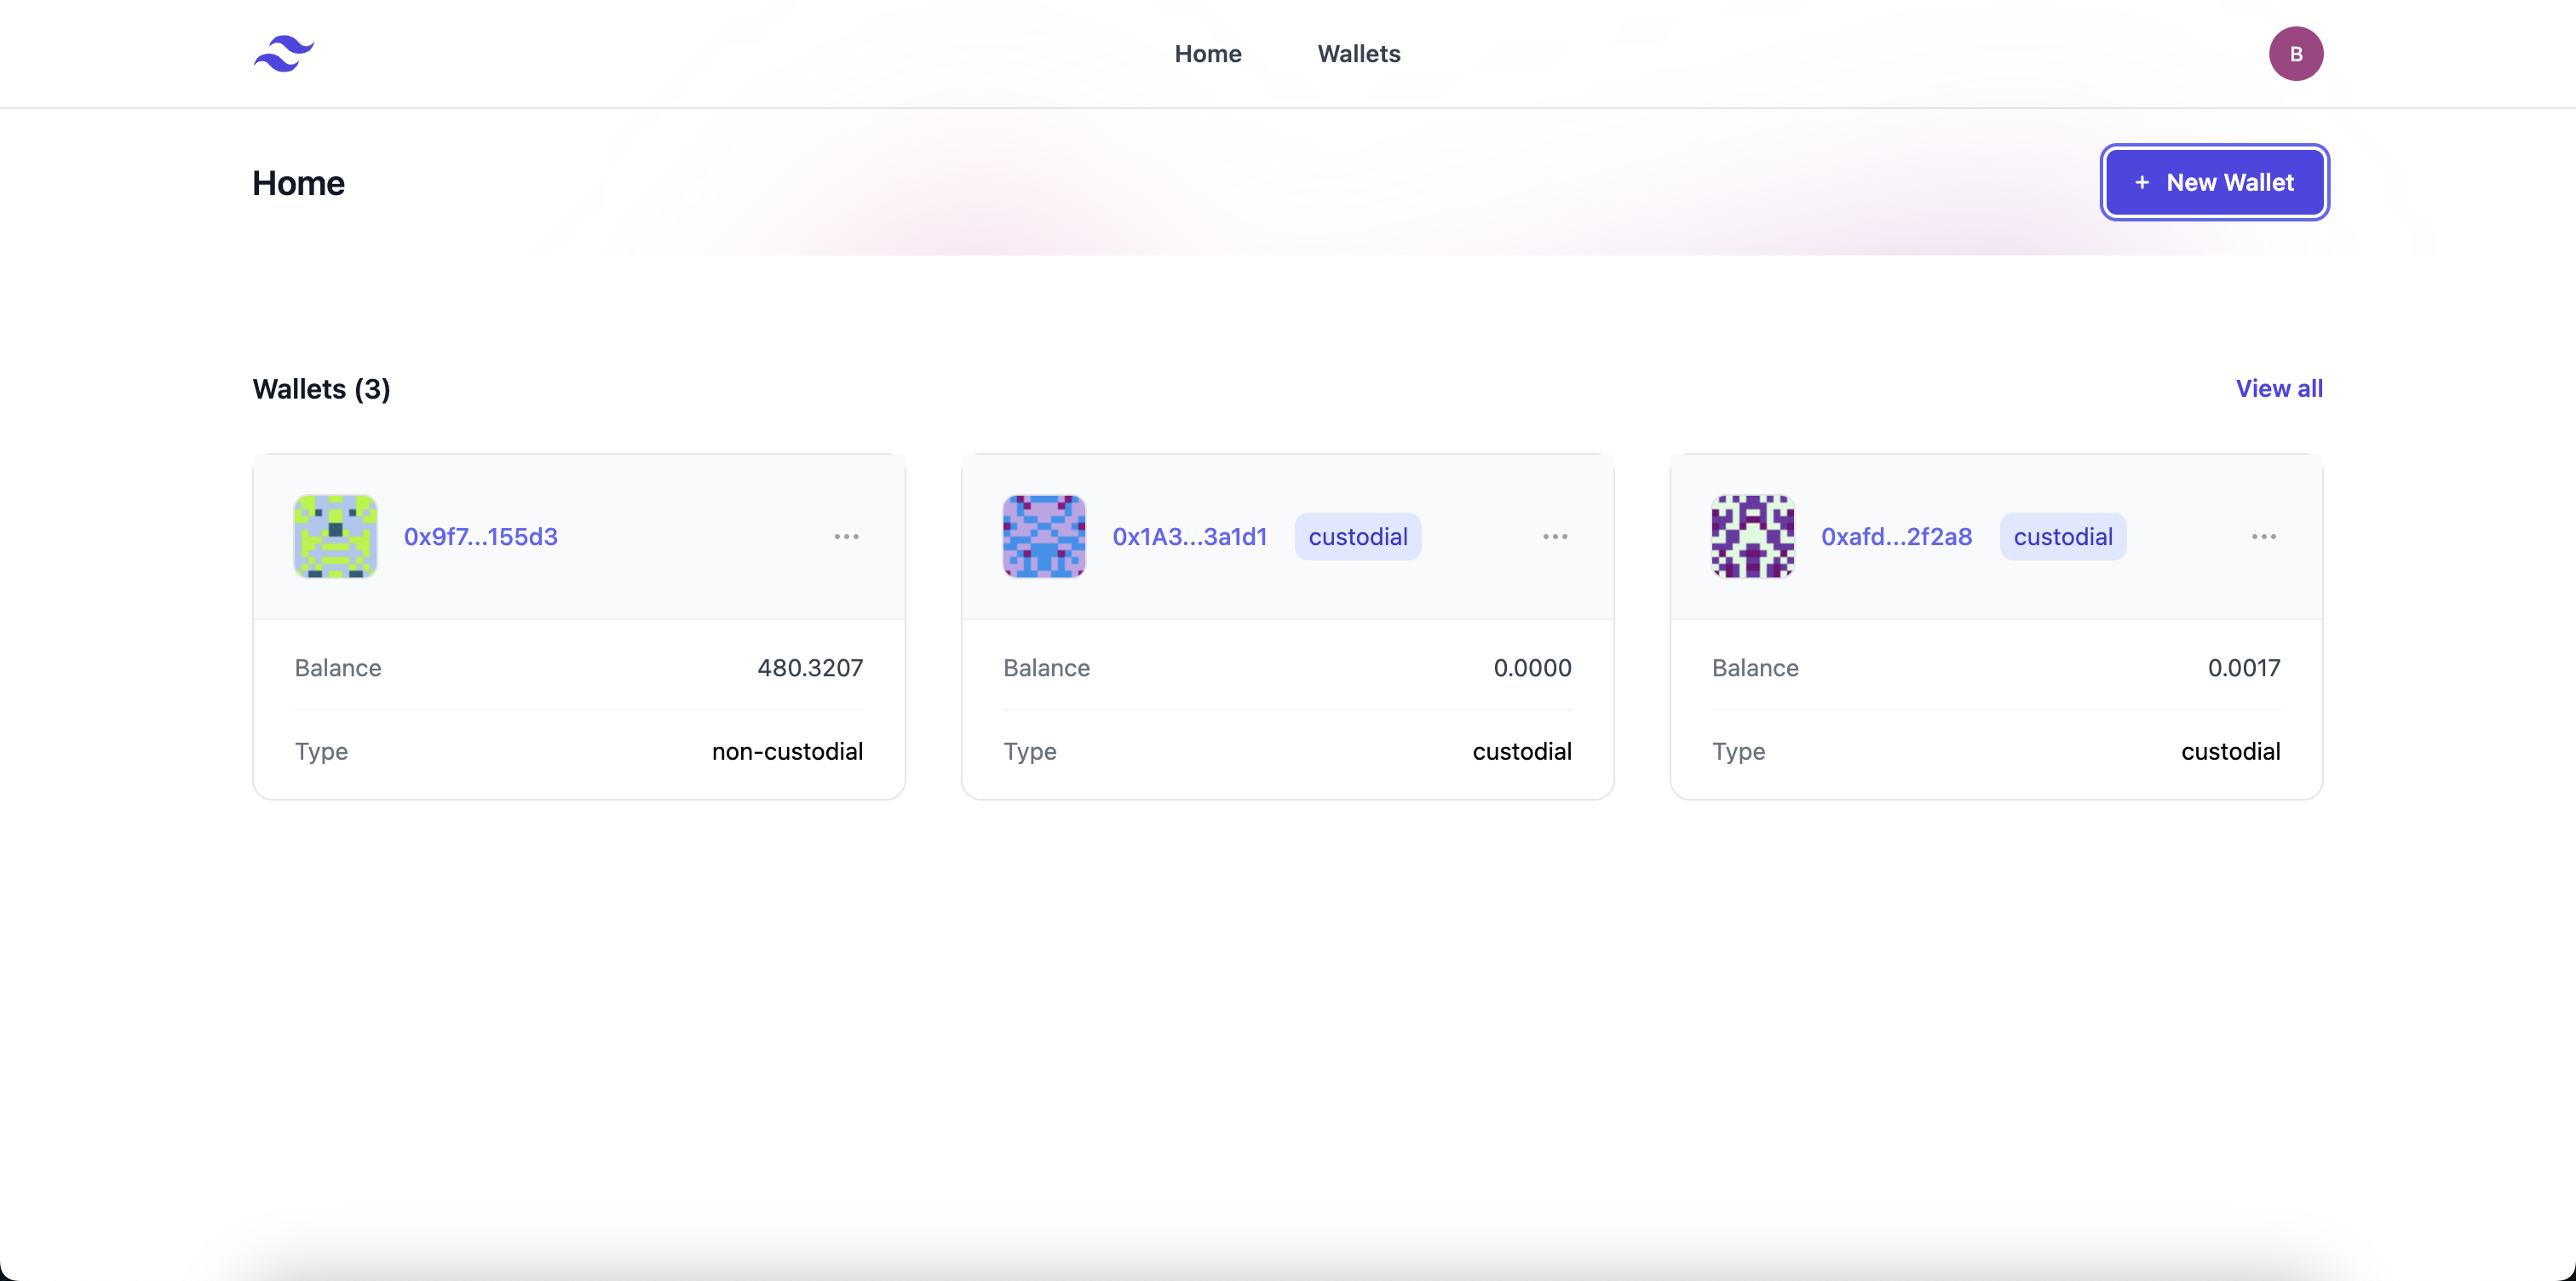 Home Wallets B
Home + New Wallet
Wallets (3) View all
0x9f7...155d3 ...
Balance 480.3207
Type non-custodial
0x1A3...3a1d1 custodial ...
Balance 0.0000
Type custodial
0xafd...2f2a8 custodial ...
Balance 0.0017
Type custodial